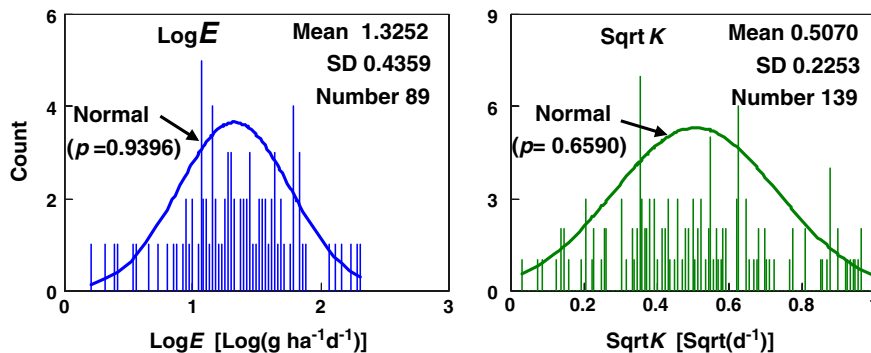 6
4
2
0
Count
LogE
Mean 1.3252
SD 0.4359
Number 89
Normal
(p=0.9396)
0 1 2 3
LogE [Log(g ha⁻¹d⁻¹)]
9
6
3
0
Sqrt K
Mean 0.5070
SD 0.2253
Number 139
Normal
(p= 0.6590)
0 0.2 0.4 0.6 0.8 1
SqrtK [Sqrt(d⁻¹)]